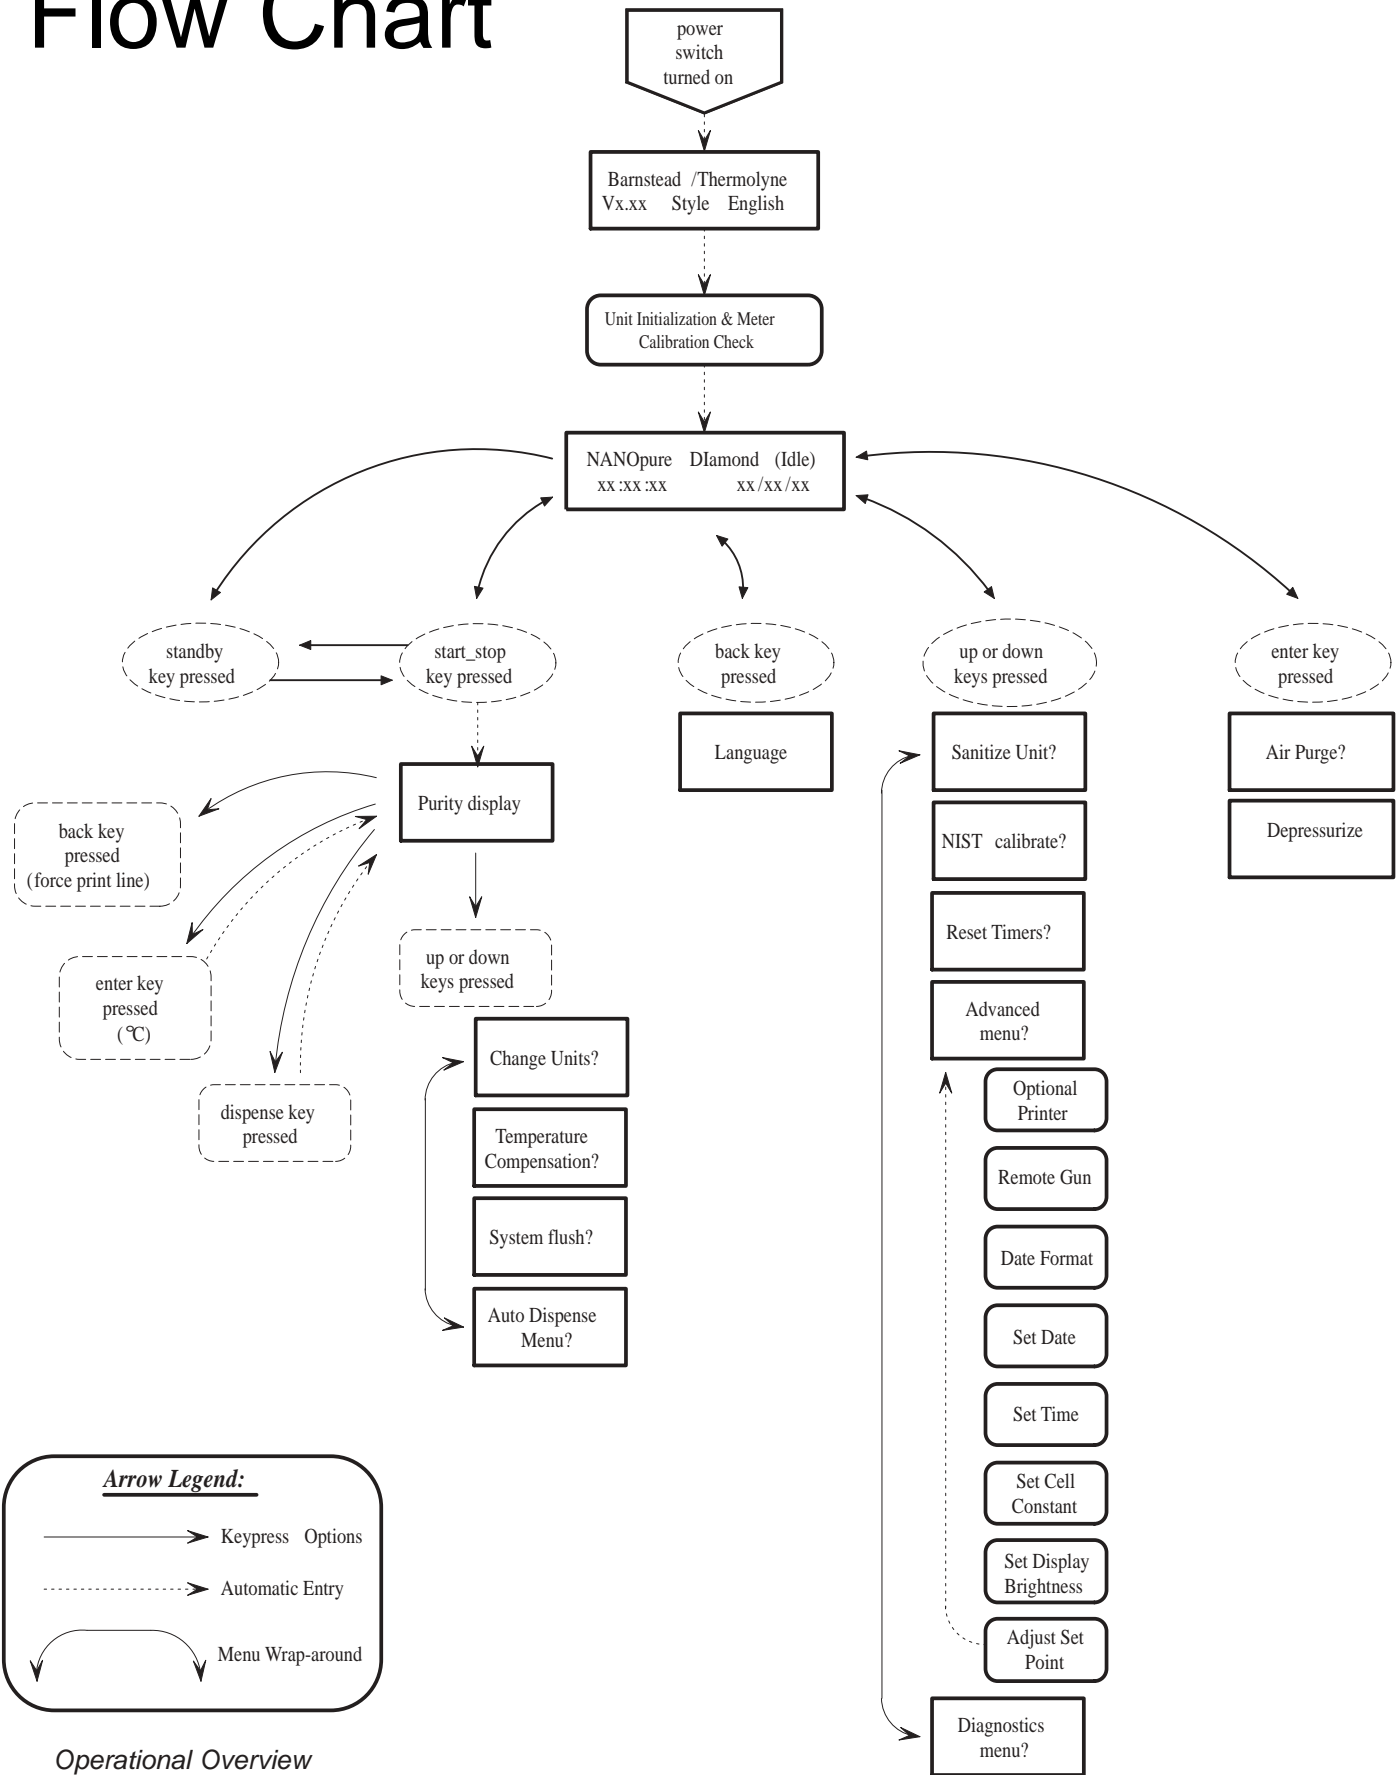 Flow Chart
power
switch
turned on
Barnstead /Thermolyne
Vx.xx Style English
Unit Initialization & Meter
Calibration Check
NANOpure DIamond (Idle)
xx:xx:xx xx/xx/xx
standby
key pressed
start_stop
key pressed
back key
pressed
up or down
keys pressed
enter key
pressed
Purity display
back key
pressed
(force print line)
enter key
pressed
(°C)
dispense key
pressed
up or down
keys pressed
Change Units?
Temperature
Compensation?
System flush?
Auto Dispense
Menu?
Language
Sanitize Unit?
NIST calibrate?
Reset Timers?
Advanced
menu?
Optional
Printer
Remote Gun
Date Format
Set Date
Set Time
Set Cell
Constant
Set Display
Brightness
Adjust Set
Point
Diagnostics
menu?
Air Purge?
Depressurize
Arrow Legend:
Keypress Options
Automatic Entry
Menu Wrap-around
Operational Overview